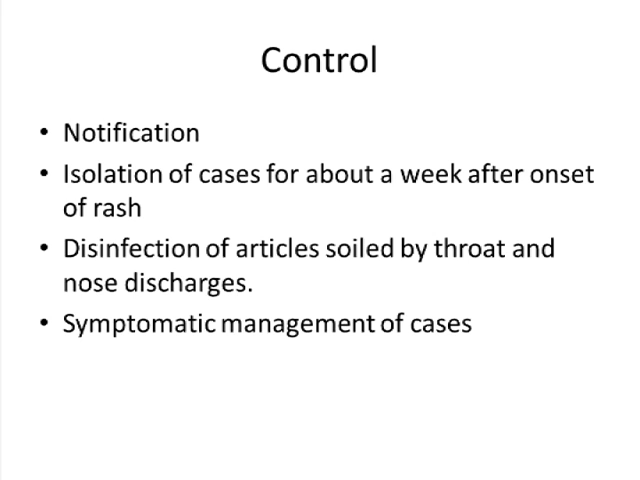 Control
• Notification
• Isolation of cases for about a week after onset
of rash
• Disinfection of articles soiled by throat and
nose discharges.
• Symptomatic management of cases